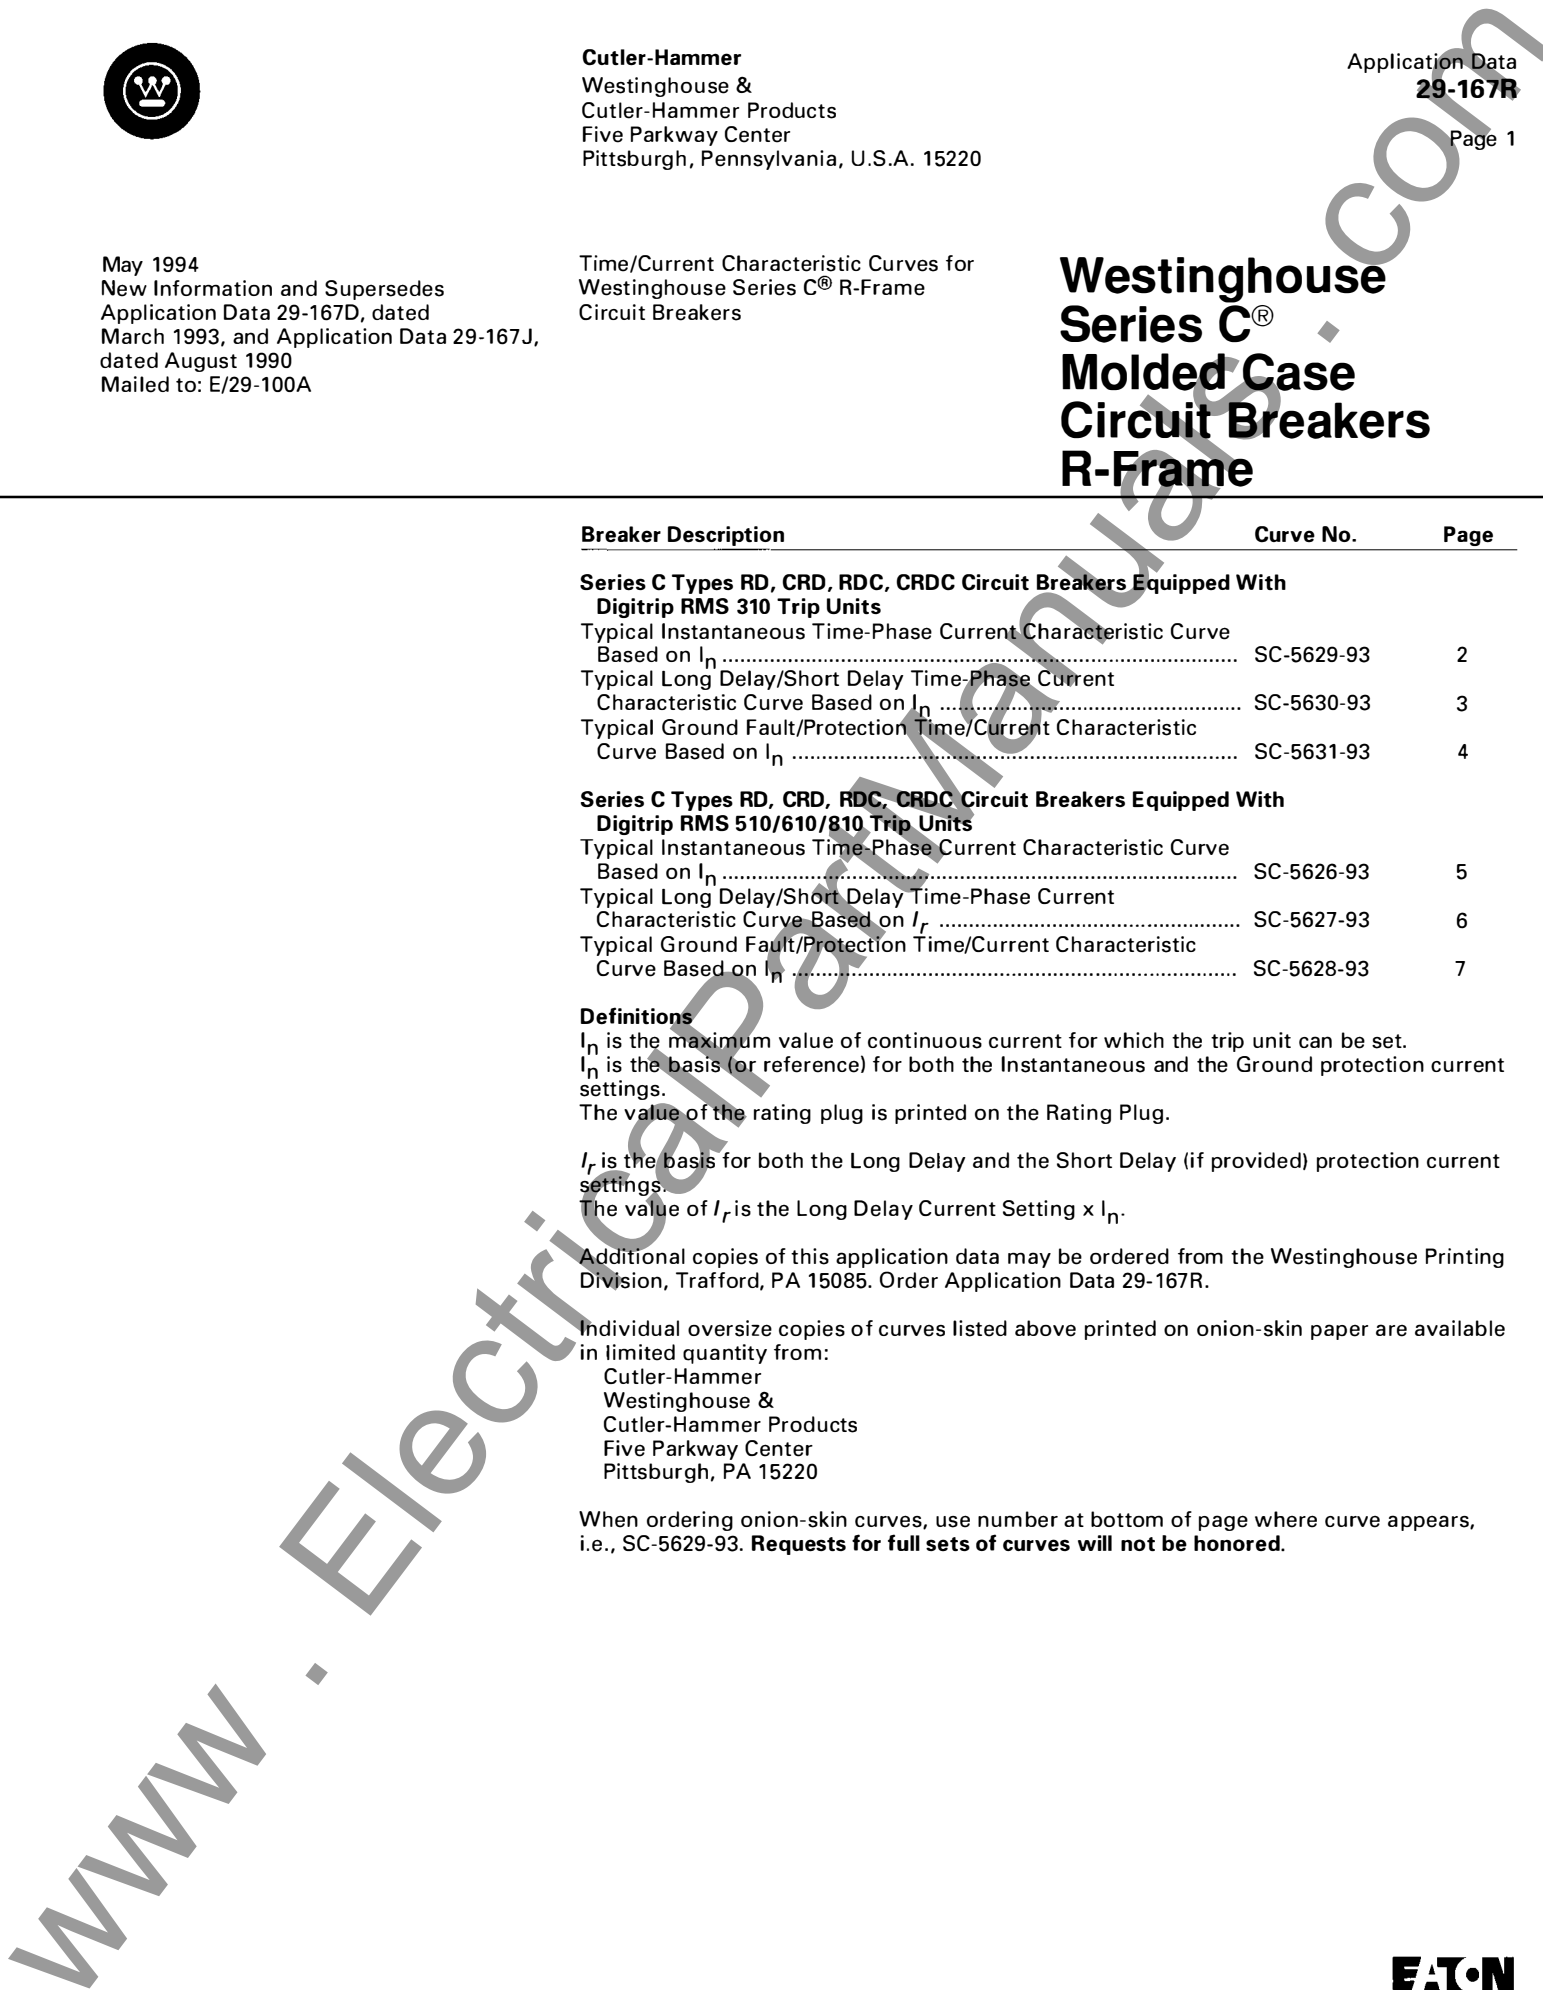 Cutler-Hammer
Westinghouse &
Cutler-Hammer Products
Five Parkway Center
Pittsburgh, Pennsylvania, U.S.A. 15220
Application Data
29-167R
Page 1
May 1994
New Information and Supersedes
Application Data 29-167D, dated
March 1993, and Application Data 29-167J,
dated August 1990
Mailed to: E/29-100A
Time/Current Characteristic Curves for
Westinghouse Series C® R-Frame
Circuit Breakers
Westinghouse
Series C®
Molded Case
Circuit Breakers
R-Frame
Breaker Description Curve No. Page
Series C Types RD, CRD, RDC, CRDC Circuit Breakers Equipped With
Digitrip RMS 310 Trip Units
Typical Instantaneous Time-Phase Current Characteristic Curve
Based on In ........ SC-5629-93 2
Typical Long Delay/Short Delay Time-Phase Current
Characteristic Curve Based on In ........ SC-5630-93 3
Typical Ground Fault/Protection Time/Current Characteristic
Curve Based on In ........ SC-5631-93 4
Series C Types RD, CRD, RDC, CRDC Circuit Breakers Equipped With
Digitrip RMS 510/610/810 Trip Units
Typical Instantaneous Time-Phase Current Characteristic Curve
Based on In ........ SC-5626-93 5
Typical Long Delay/Short Delay Time-Phase Current
Characteristic Curve Based on Ir ........ SC-5627-93 6
Typical Ground Fault/Protection Time/Current Characteristic
Curve Based on In ........ SC-5628-93 7
Definitions
In is the maximum value of continuous current for which the trip unit can be set.
In is the basis (or reference) for both the Instantaneous and the Ground protection current
settings.
The value of the rating plug is printed on the Rating Plug.
Ir is the basis for both the Long Delay and the Short Delay (if provided) protection current
settings.
The value of Ir is the Long Delay Current Setting x In.
Additional copies of this application data may be ordered from the Westinghouse Printing
Division, Trafford, PA 15085. Order Application Data 29-167R.
Individual oversize copies of curves listed above printed on onion-skin paper are available
in limited quantity from:
Cutler-Hammer
Westinghouse &
Cutler-Hammer Products
Five Parkway Center
Pittsburgh, PA 15220
When ordering onion-skin curves, use number at bottom of page where curve appears,
i.e., SC-5629-93. Requests for full sets of curves will not be honored.
www . ElectricalPartManuals . com
EATON